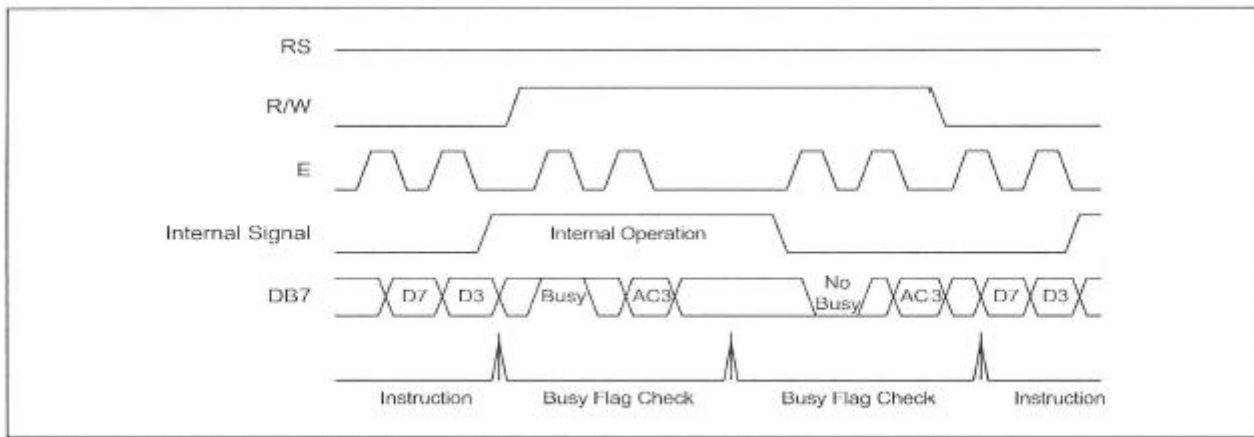 RS
R/W
E
Internal Signal
Internal Operation
DB7
D7 D3 Busy AC3 No Busy AC3 D7 D3
Instruction Busy Flag Check Busy Flag Check Instruction